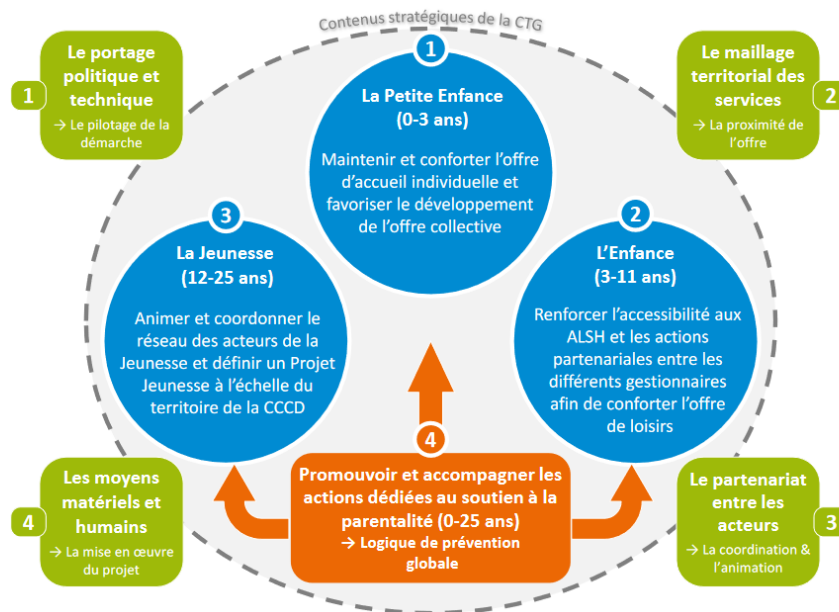 Contenus stratégiques de la CTG
1
Le portage
politique et
technique
→ Le pilotage de la
démarche
2
Le maillage
territorial des
services
→ La proximité de
l'offre
1
La Petite Enfance
(0-3 ans)
Maintenir et conforter l'offre
d'accueil individuelle et
favoriser le développement
de l'offre collective
3
La Jeunesse
(12-25 ans)
Animer et coordonner le
réseau des acteurs de la
Jeunesse et définir un Projet
Jeunesse à l'échelle du
territoire de la CCCD
2
L'Enfance
(3-11 ans)
Renforcer l'accessibilité aux
ALSH et les actions
partenariales entre les
différents gestionnaires
afin de conforter l'offre
de loisirs
4
Promouvoir et accompagner les
actions dédiées au soutien à la
parentalité (0-25 ans)
→ Logique de prévention
globale
4
Les moyens
matériels et
humains
→ La mise en œuvre
du projet
3
Le partenariat
entre les
acteurs
→ La coordination &
l'animation